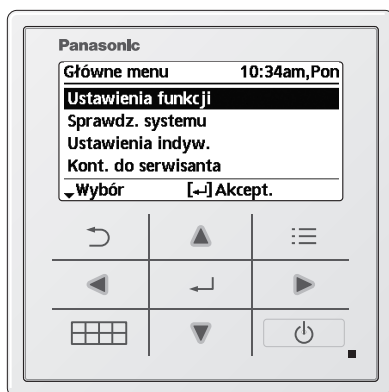 Panasonic
Główne menu 10:34am,Pon
Ustawienia funkcji
Sprawdz. systemu
Ustawienia indyw.
Kont. do serwisanta
Wybór [↵] Akcept.